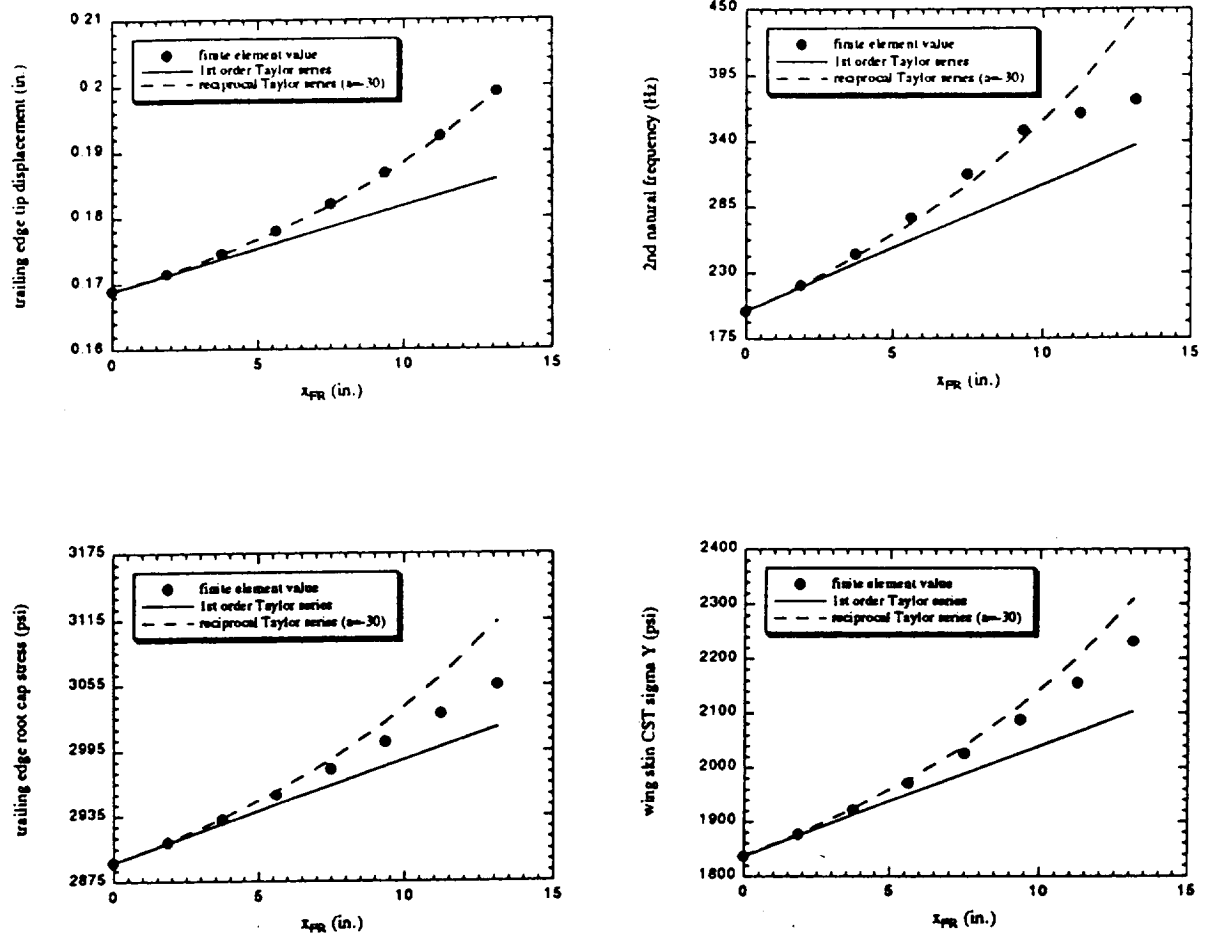 0.21
0.2
0.19
0.18
0.17
0.16
trailing edge tip displacement (in.)
finite element value
1st order Taylor series
reciprocal Taylor series (a=-30)
0
5
10
15
xFR (in.)
450
395
340
285
230
175
2nd natural frequency (Hz)
finite element value
1st order Taylor series
reciprocal Taylor series (a=-30)
0
5
10
15
xFR (in.)
3175
3115
3055
2995
2935
2875
trailing edge root cap stress (psi)
finite element value
1st order Taylor series
reciprocal Taylor series (a=-30)
0
5
10
15
xFR (in.)
2400
2300
2200
2100
2000
1900
1800
wing skin CST sigma Y (psi)
finite element value
1st order Taylor series
reciprocal Taylor series (a=-30)
0
5
10
15
xFR (in.)